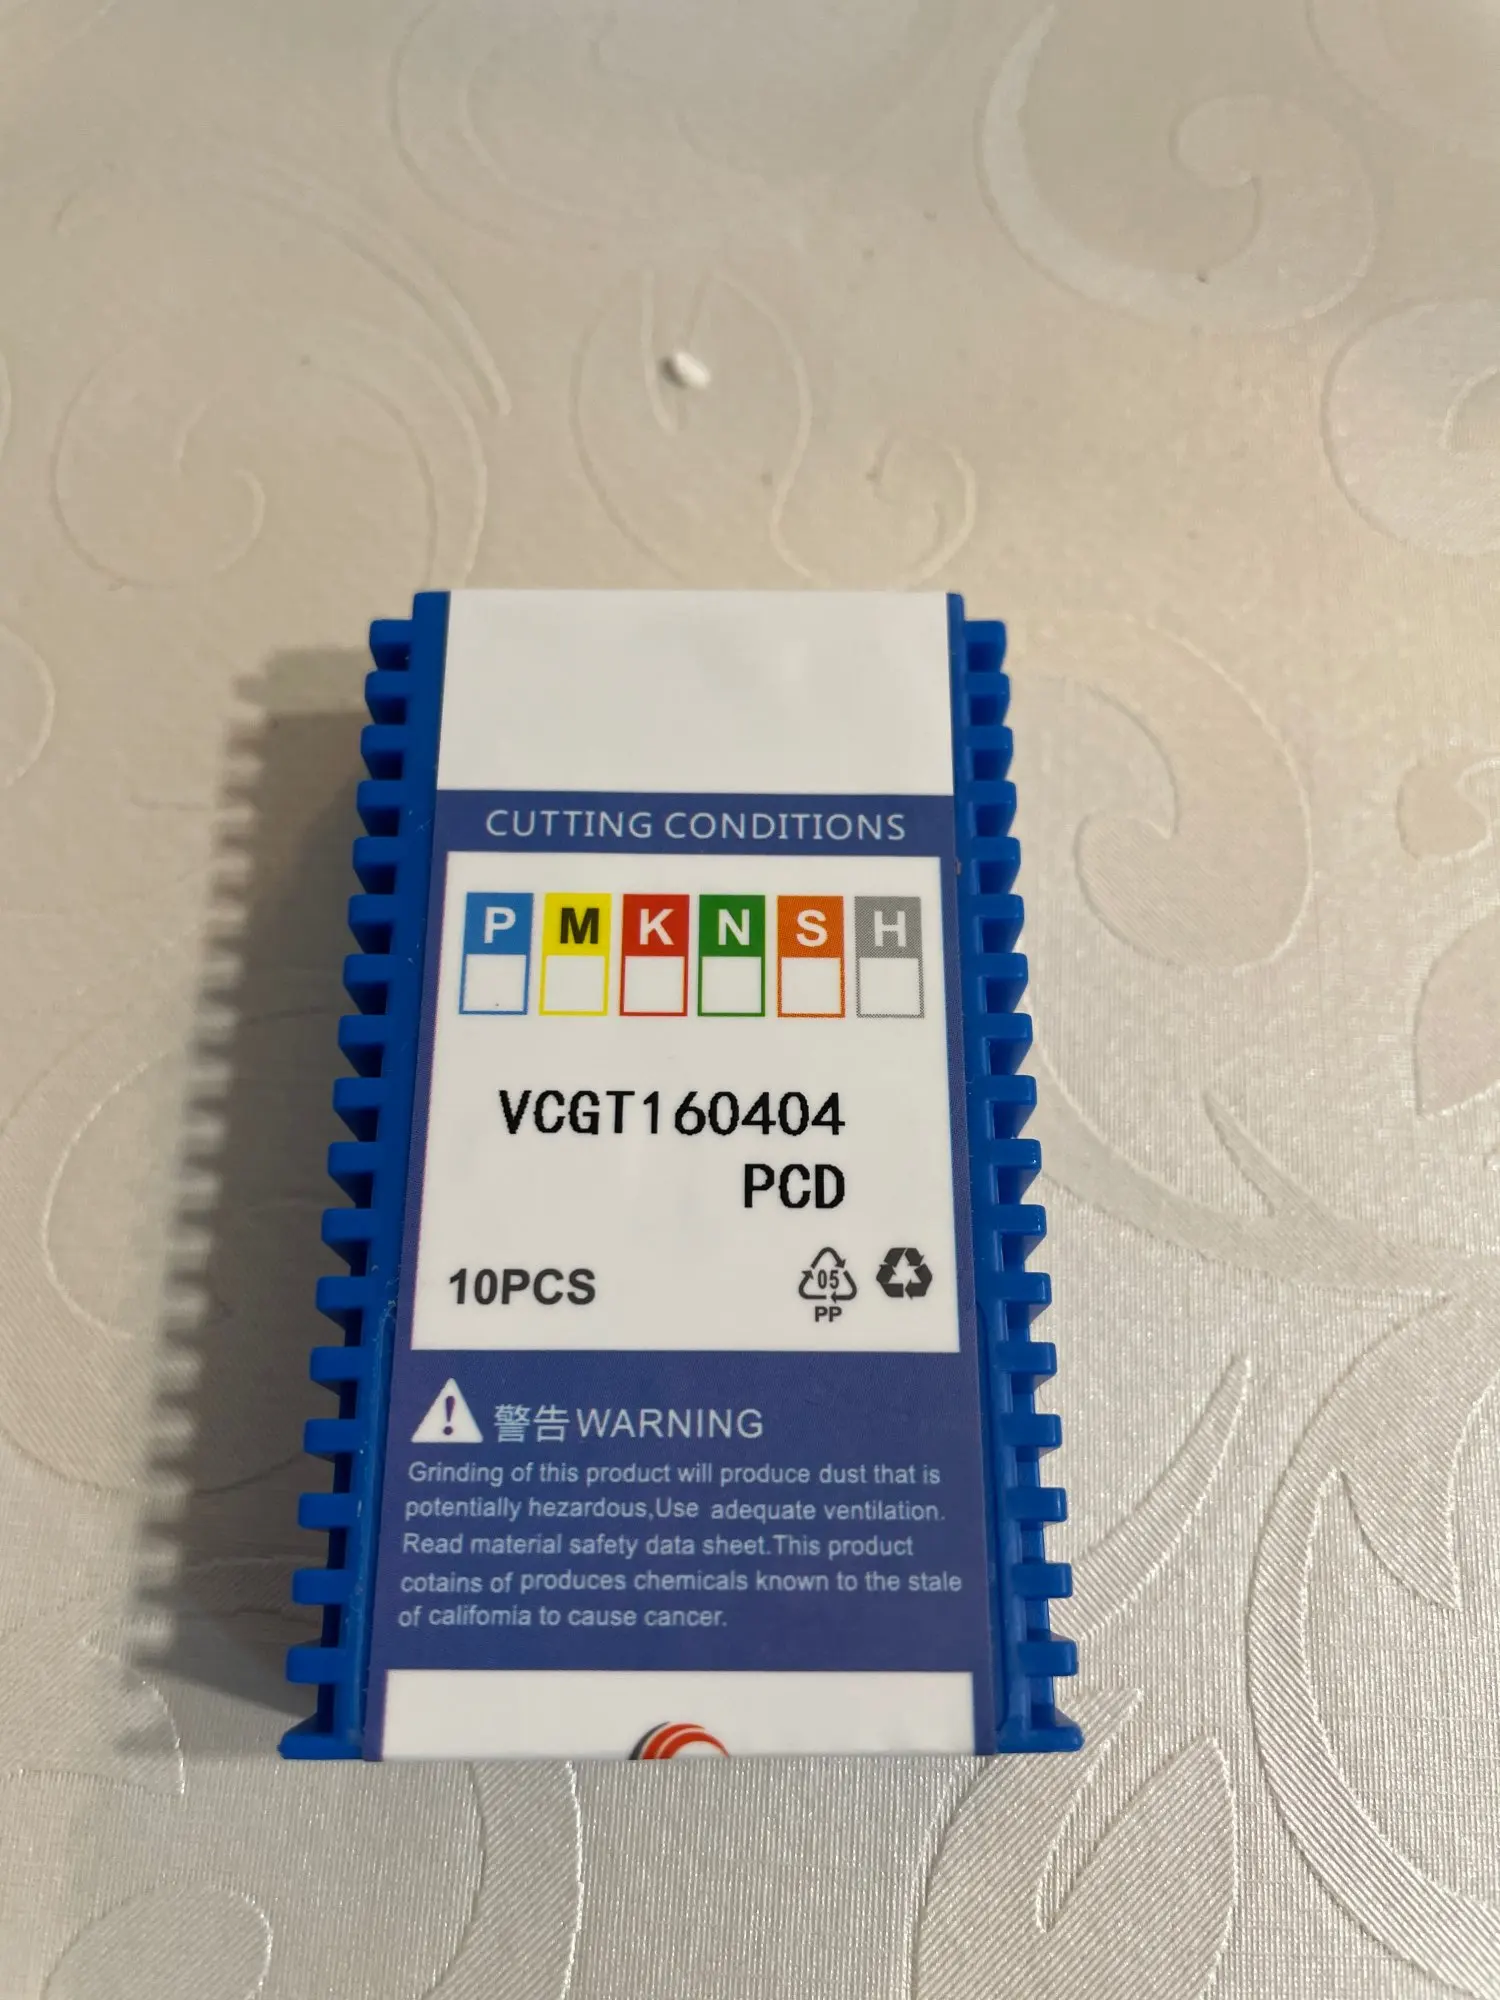 CUTTING CONDITIONS
P M K N S H
VCGT160404
PCD
10PCS
05
PP
警告WARNING
Grinding of this product will produce dust that is
potentially hezardous,Use adequate ventilation.
Read material safety data sheet.This product
cotains of produces chemicals known to the stale
of califomia to cause cancer.